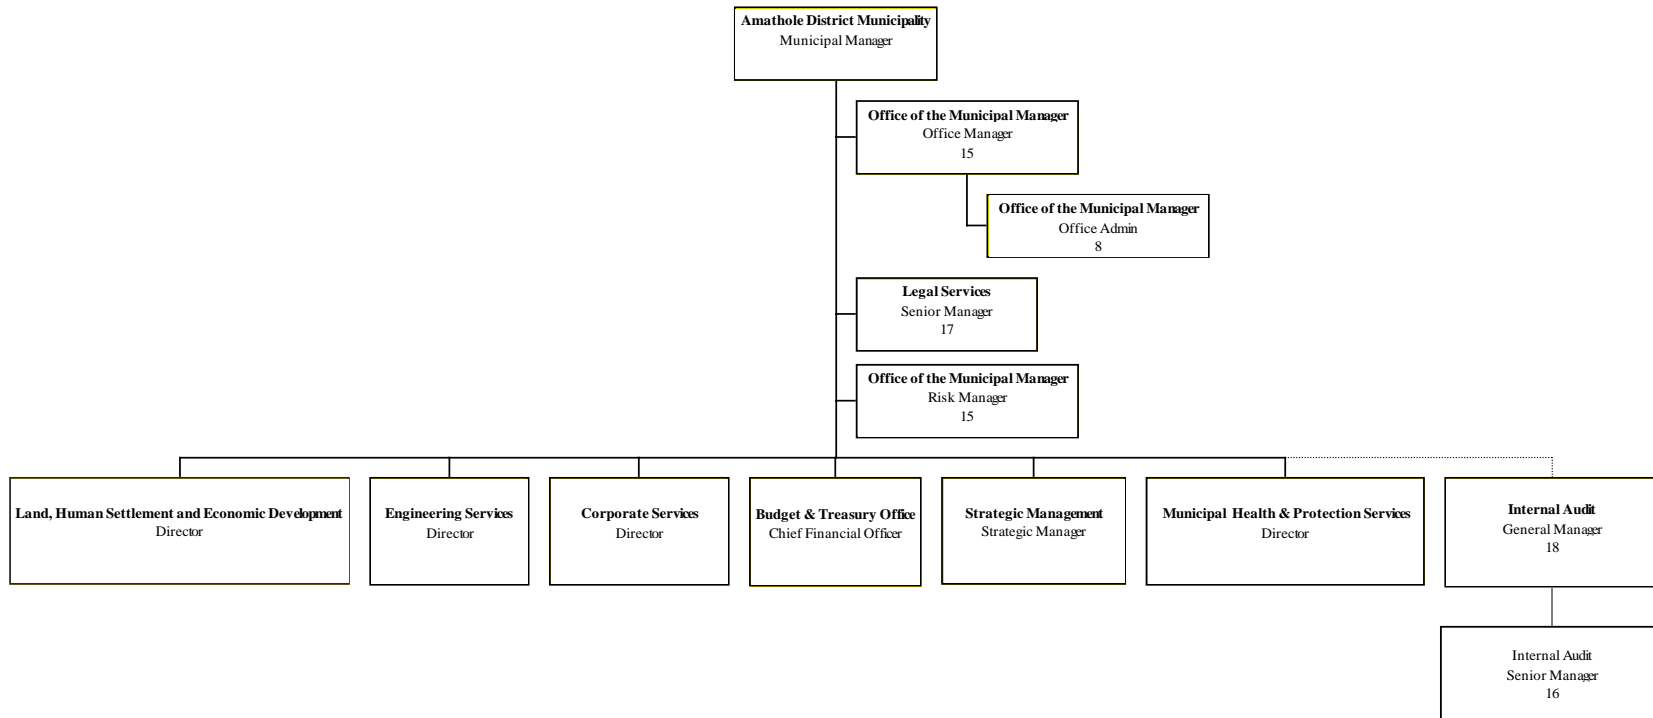 Amathole District Municipality
Municipal Manager
Office of the Municipal Manager
Office Manager
15
Office of the Municipal Manager
Office Admin
8
Legal Services
Senior Manager
17
Office of the Municipal Manager
Risk Manager
15
Land, Human Settlement and Economic Development
Director
Engineering Services
Director
Corporate Services
Director
Budget & Treasury Office
Chief Financial Officer
Strategic Management
Strategic Manager
Municipal Health & Protection Services
Director
Internal Audit
General Manager
18
Internal Audit
Senior Manager
16